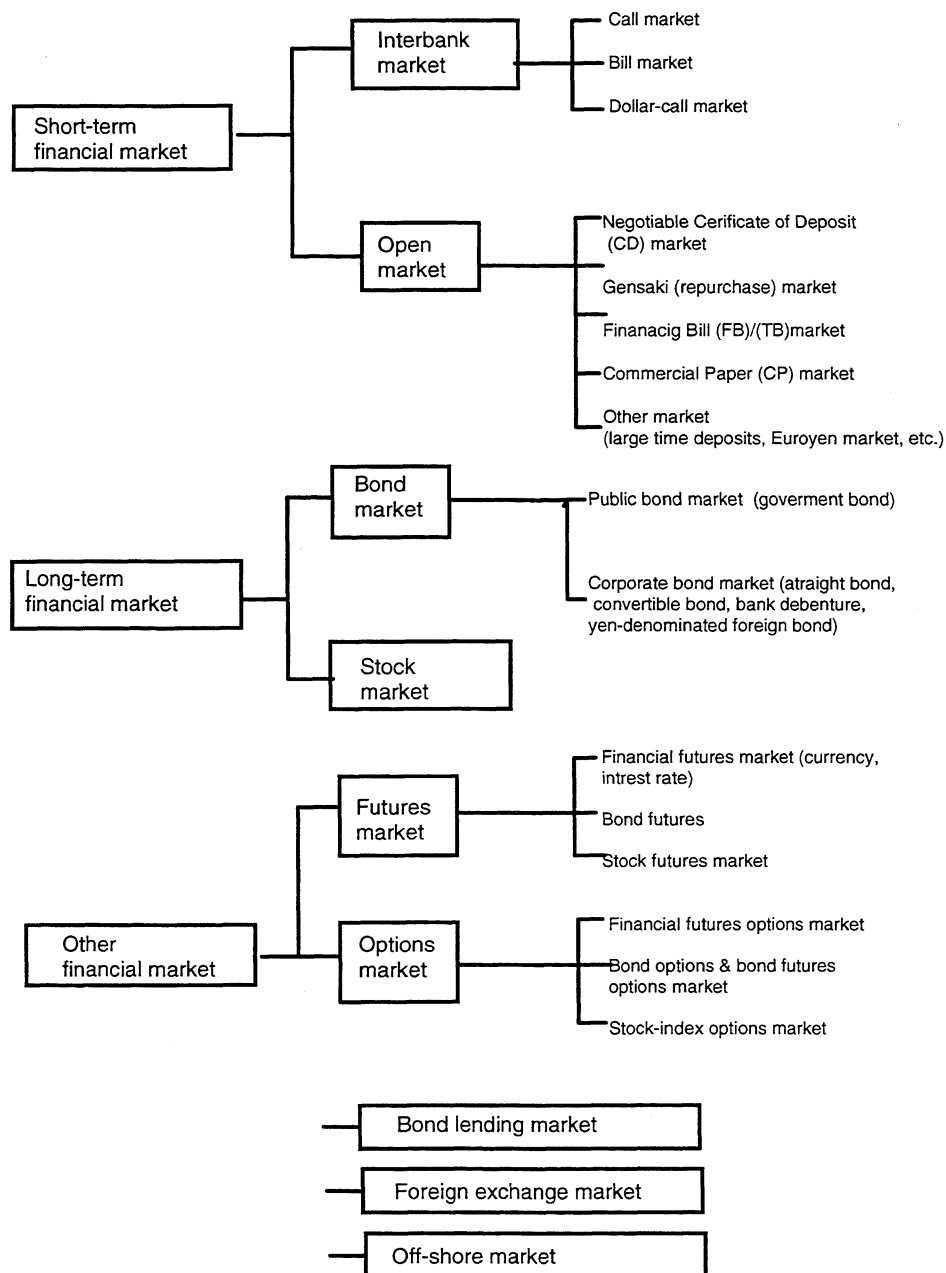 Short-term
financial market
Interbank
market
Call market
Bill market
Dollar-call market
Open
market
Negotiable Cerificate of Deposit
(CD) market
Gensaki (repurchase) market
Finanacig Bill (FB)/(TB)market
Commercial Paper (CP) market
Other market
(large time deposits, Euroyen market, etc.)
Long-term
financial market
Bond
market
Public bond market (goverment bond)
Corporate bond market (atraight bond,
convertible bond, bank debenture,
yen-denominated foreign bond)
Stock
market
Other
financial market
Futures
market
Financial futures market (currency,
intrest rate)
Bond futures
Stock futures market
Options
market
Financial futures options market
Bond options & bond futures
options market
Stock-index options market
Bond lending market
Foreign exchange market
Off-shore market